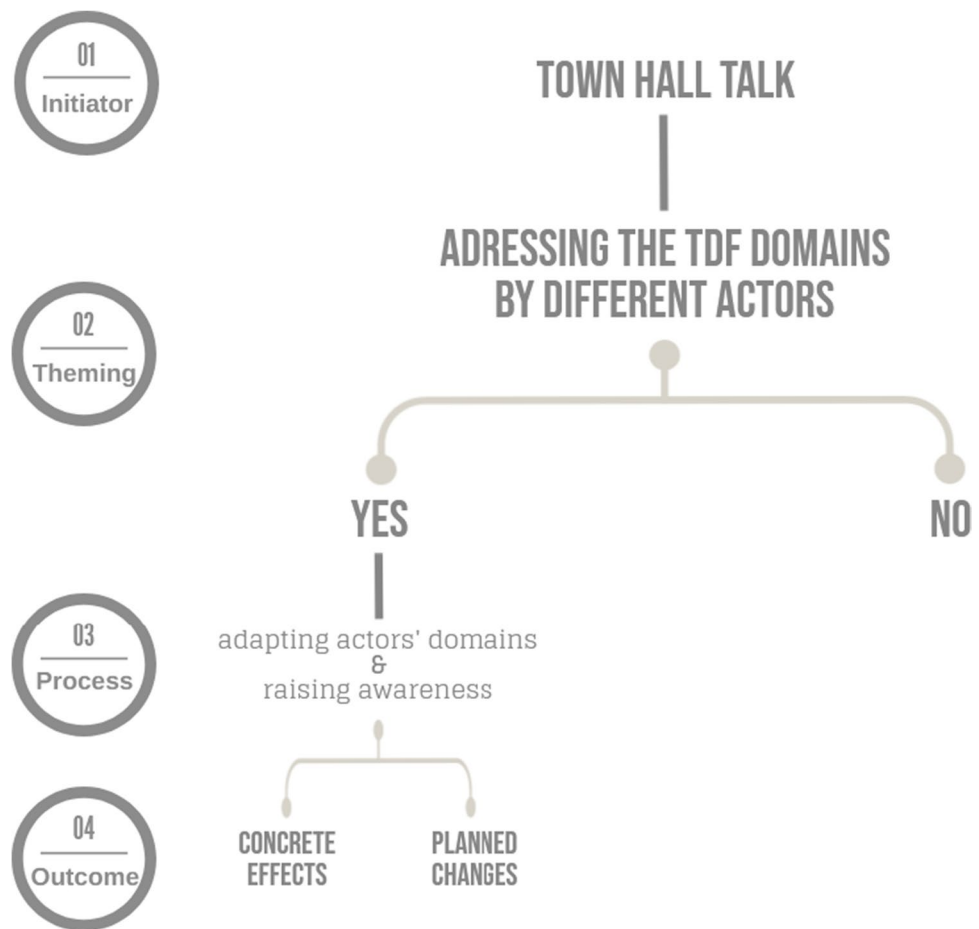 01
Initiator
TOWN HALL TALK
ADRESSING THE TDF DOMAINS
BY DIFFERENT ACTORS
02
Theming
YES
NO
03
Process
adapting actors' domains
&
raising awareness
04
Outcome
CONCRETE
EFFECTS
PLANNED
CHANGES